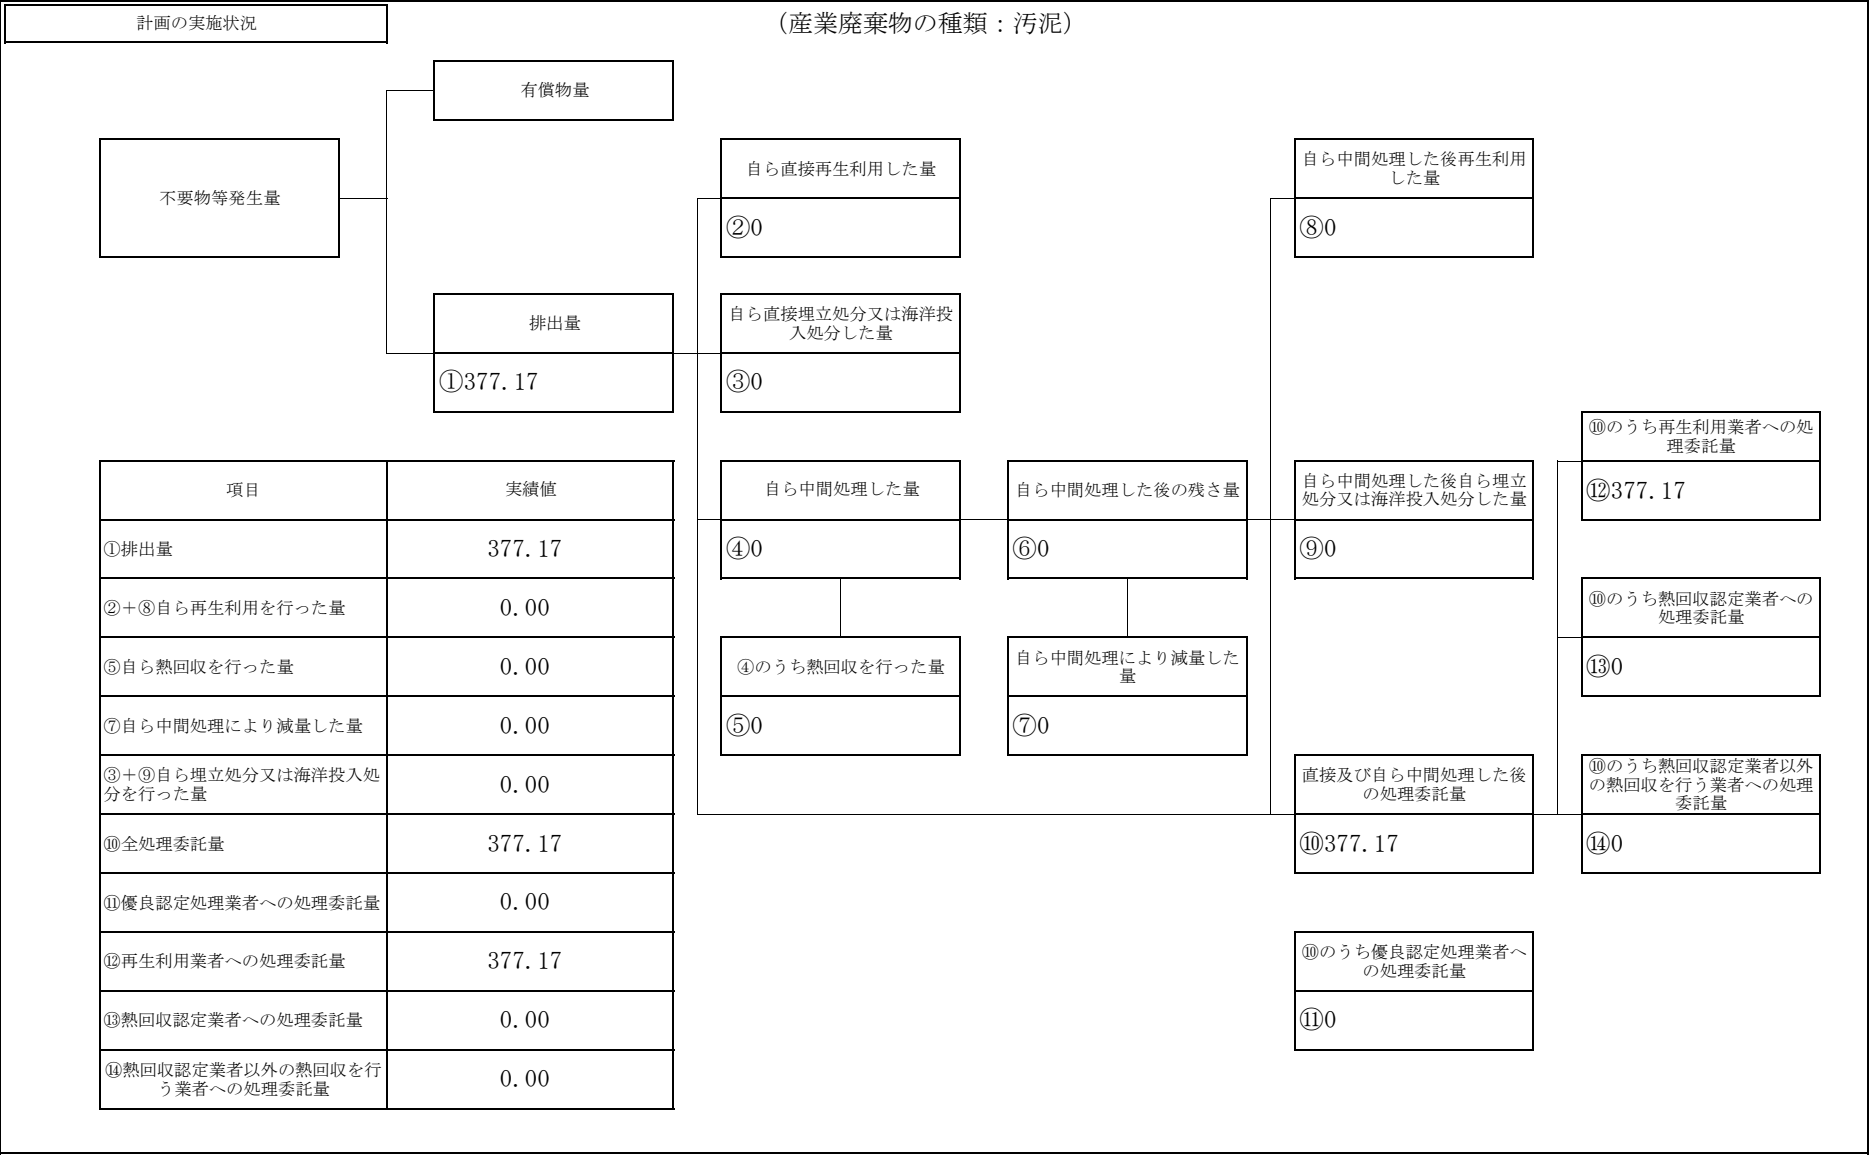 計画の実施状況
（産業廃棄物の種類：汚泥）
有償物量
不要物等発生量
排出量
①377.17
自ら直接再生利用した量
②0
自ら直接埋立処分又は海洋投
入処分した量
③0
自ら中間処理した量
④0
④のうち熱回収を行った量
⑤0
自ら中間処理した後の残さ量
⑥0
自ら中間処理により減量した
量
⑦0
自ら中間処理した後再生利用
した量
⑧0
自ら中間処理した後自ら埋立
処分又は海洋投入処分した量
⑨0
直接及び自ら中間処理した後
の処理委託量
⑩377.17
⑩のうち優良認定処理業者へ
の処理委託量
⑪0
⑩のうち再生利用業者への処
理委託量
⑫377.17
⑩のうち熱回収認定業者への
処理委託量
⑬0
⑩のうち熱回収認定業者以外
の熱回収を行う業者への処理
委託量
⑭0
項目 実績値
①排出量 377.17
②＋⑧自ら再生利用を行った量 0.00
⑤自ら熱回収を行った量 0.00
⑦自ら中間処理により減量した量 0.00
③＋⑨自ら埋立処分又は海洋投入処
分を行った量 0.00
⑩全処理委託量 377.17
⑪優良認定処理業者への処理委託量 0.00
⑫再生利用業者への処理委託量 377.17
⑬熱回収認定業者への処理委託量 0.00
⑭熱回収認定業者以外の熱回収を行
う業者への処理委託量 0.00